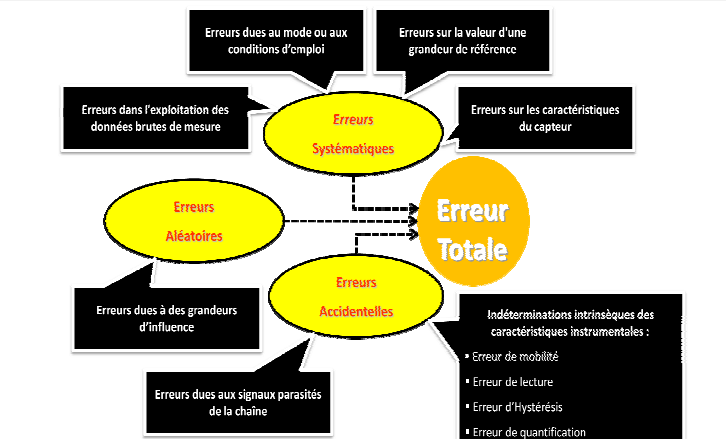 Erreurs dues au mode ou aux
conditions d'emploi
Erreurs sur la valeur d'une
grandeur de référence
Erreurs dans l'exploitation des
données brutes de mesure
Erreurs
Systématiques
Erreurs sur les caractéristiques
du capteur
Erreurs
Aléatoires
Erreur
Totale
Erreurs dues à des grandeurs
d'influence
Erreurs
Accidentelles
Indéterminations intrinsèques des
caractéristiques instrumentales :
▪ Erreur de mobilité
▪ Erreur de lecture
▪ Erreur d'Hystérésis
▪ Erreur de quantification
Erreurs dues aux signaux parasités
de la chaîne